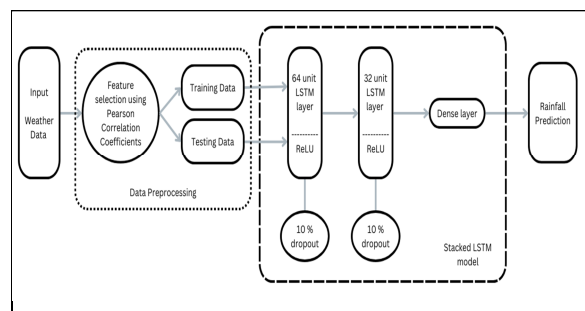 Input
Weather
Data
Feature
selection using
Pearson
Correlation
Coefficients
Training Data
Testing Data
Data Preprocessing
64 unit
LSTM
layer
----------
ReLU
10 %
dropout
32 unit
LSTM
layer
----------
ReLU
10 %
dropout
Dense layer
Stacked LSTM
model
Rainfall
Prediction